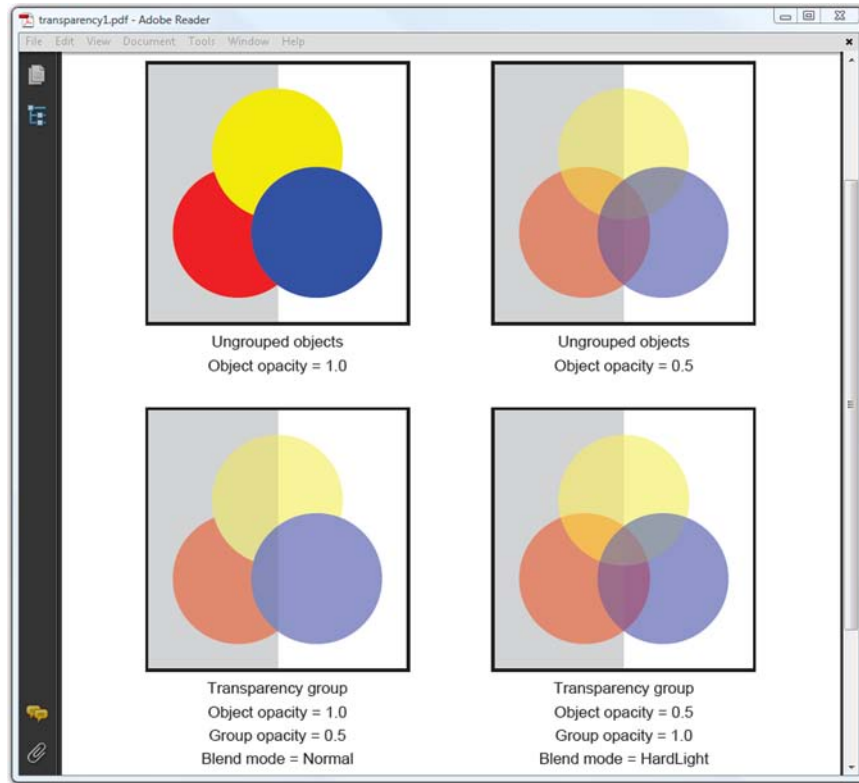 transparency1.pdf - Adobe Reader
File Edit View Document Tools Window Help
Ungrouped objects
Object opacity = 1.0
Ungrouped objects
Object opacity = 0.5
Transparency group
Object opacity = 1.0
Group opacity = 0.5
Blend mode = Normal
Transparency group
Object opacity = 0.5
Group opacity = 1.0
Blend mode = HardLight